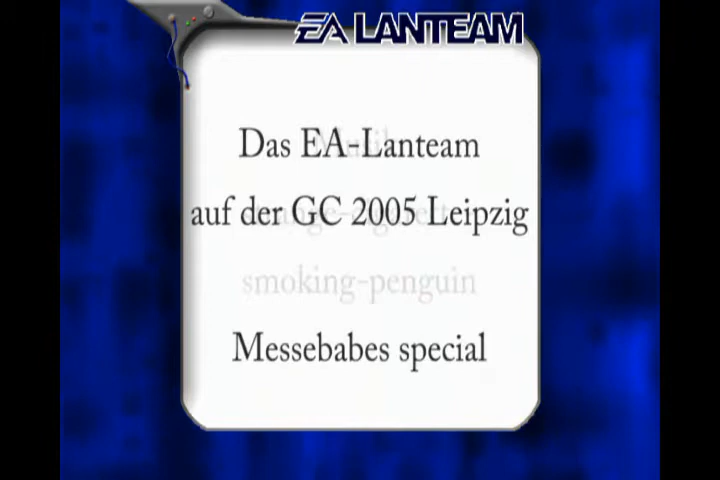 EA LANTEAM
Das EA-Lanteam
auf der GC 2005 Leipzig
smoking-penguin
Messebabes special